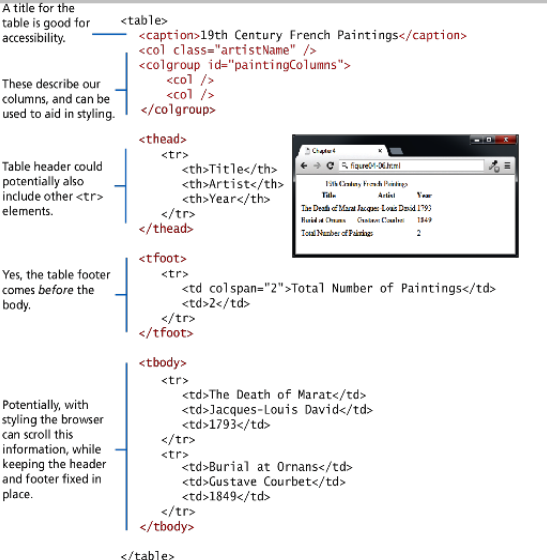 A title for the
table is good for
accessibility.
<table>
<caption>19th Century French Paintings</caption>
<col class="artistName" />
<colgroup id="paintingColumns">
<col />
<col />
</colgroup>
These describe our
columns, and can be
used to aid in styling.
<thead>
<tr>
<th>Title</th>
<th>Artist</th>
<th>Year</th>
</tr>
</thead>
Table header could
potentially also
include other <tr>
elements.
Chapter4
figure04-06.html
19th Century French Paintings
Title Artist Year
The Death of Marat Jacques-Louis David 1793
Burial at Ornans Gustave Courbet 1849
Total Number of Paintings 2
<tfoot>
<tr>
<td colspan="2">Total Number of Paintings</td>
<td>2</td>
</tr>
</tfoot>
Yes, the table footer
comes before the
body.
<tbody>
<tr>
<td>The Death of Marat</td>
<td>Jacques-Louis David</td>
<td>1793</td>
</tr>
<tr>
<td>Burial at Ornans</td>
<td>Gustave Courbet</td>
<td>1849</td>
</tr>
</tbody>
Potentially, with
styling the browser
can scroll this
information, while
keeping the header
and footer fixed in
place.
</table>